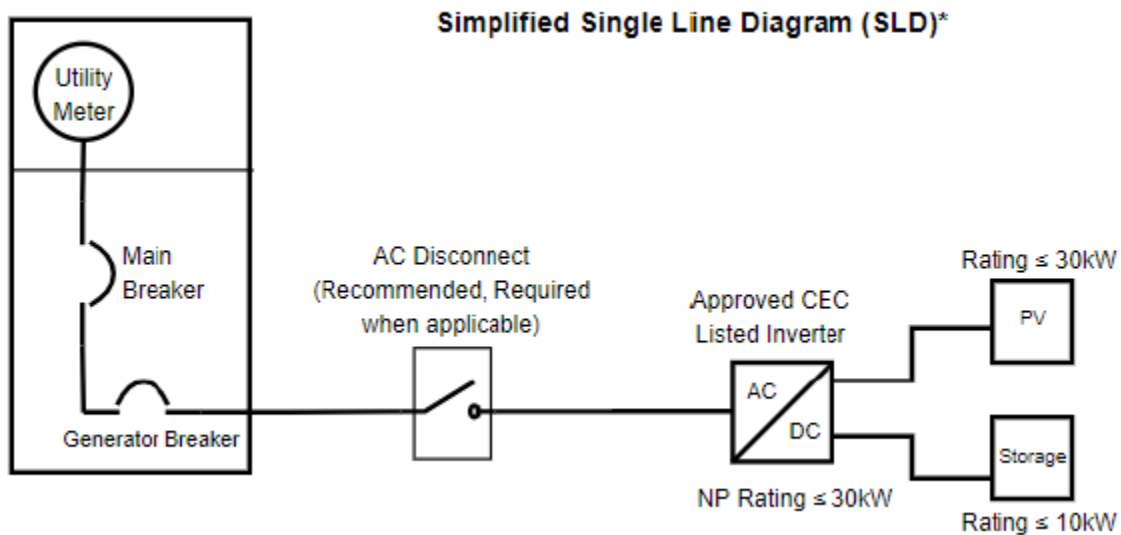 Simplified Single Line Diagram (SLD)*
Utility
Meter
Main
Breaker
Generator Breaker
AC Disconnect
(Recommended, Required
when applicable)
Approved CEC
Listed Inverter
AC
DC
NP Rating ≤ 30kW
Rating ≤ 30kW
PV
Storage
Rating ≤ 10kW